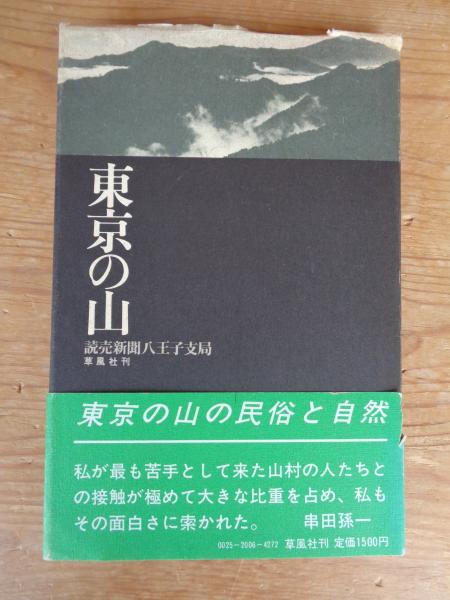 東京の山
読売新聞八王子支局
草風社刊
東京の山の民俗と自然
私が最も苦手として来た山村の人たちと
の接触が極めて大きな比重を占め、私も
その面白さに索かれた。 串田孫一
0025-2006-4272 草風社刊 定価1500円